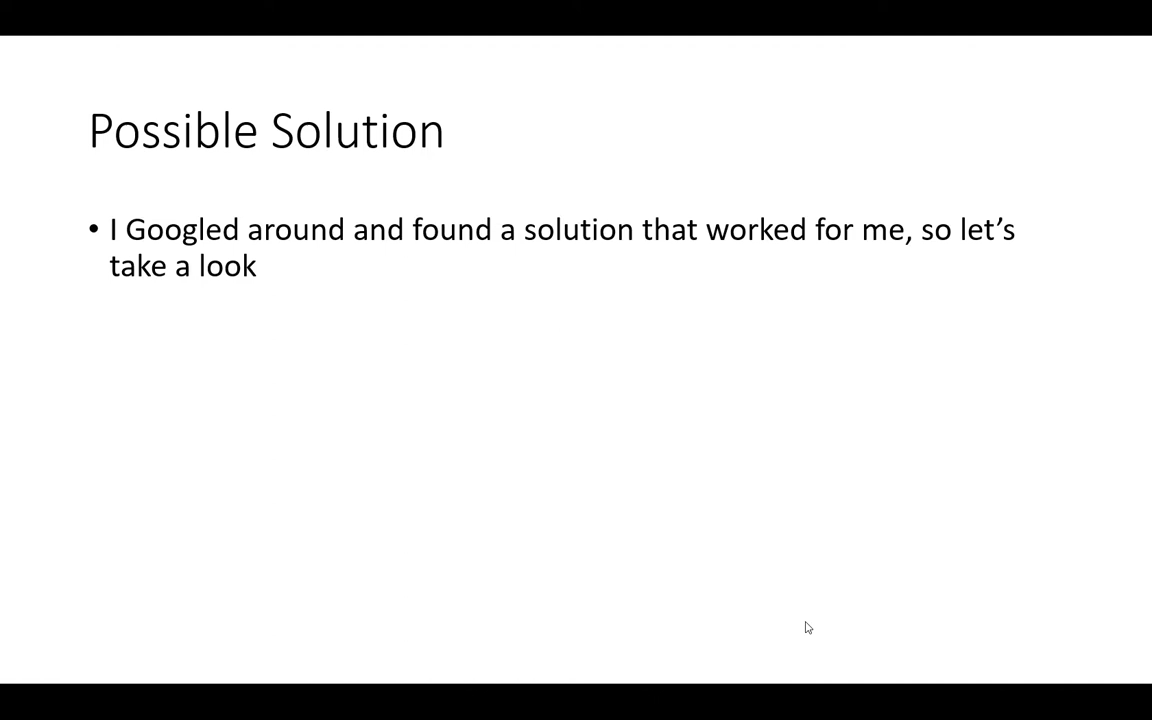 Possible Solution
• I Googled around and found a solution that worked for me, so let’s
take a look